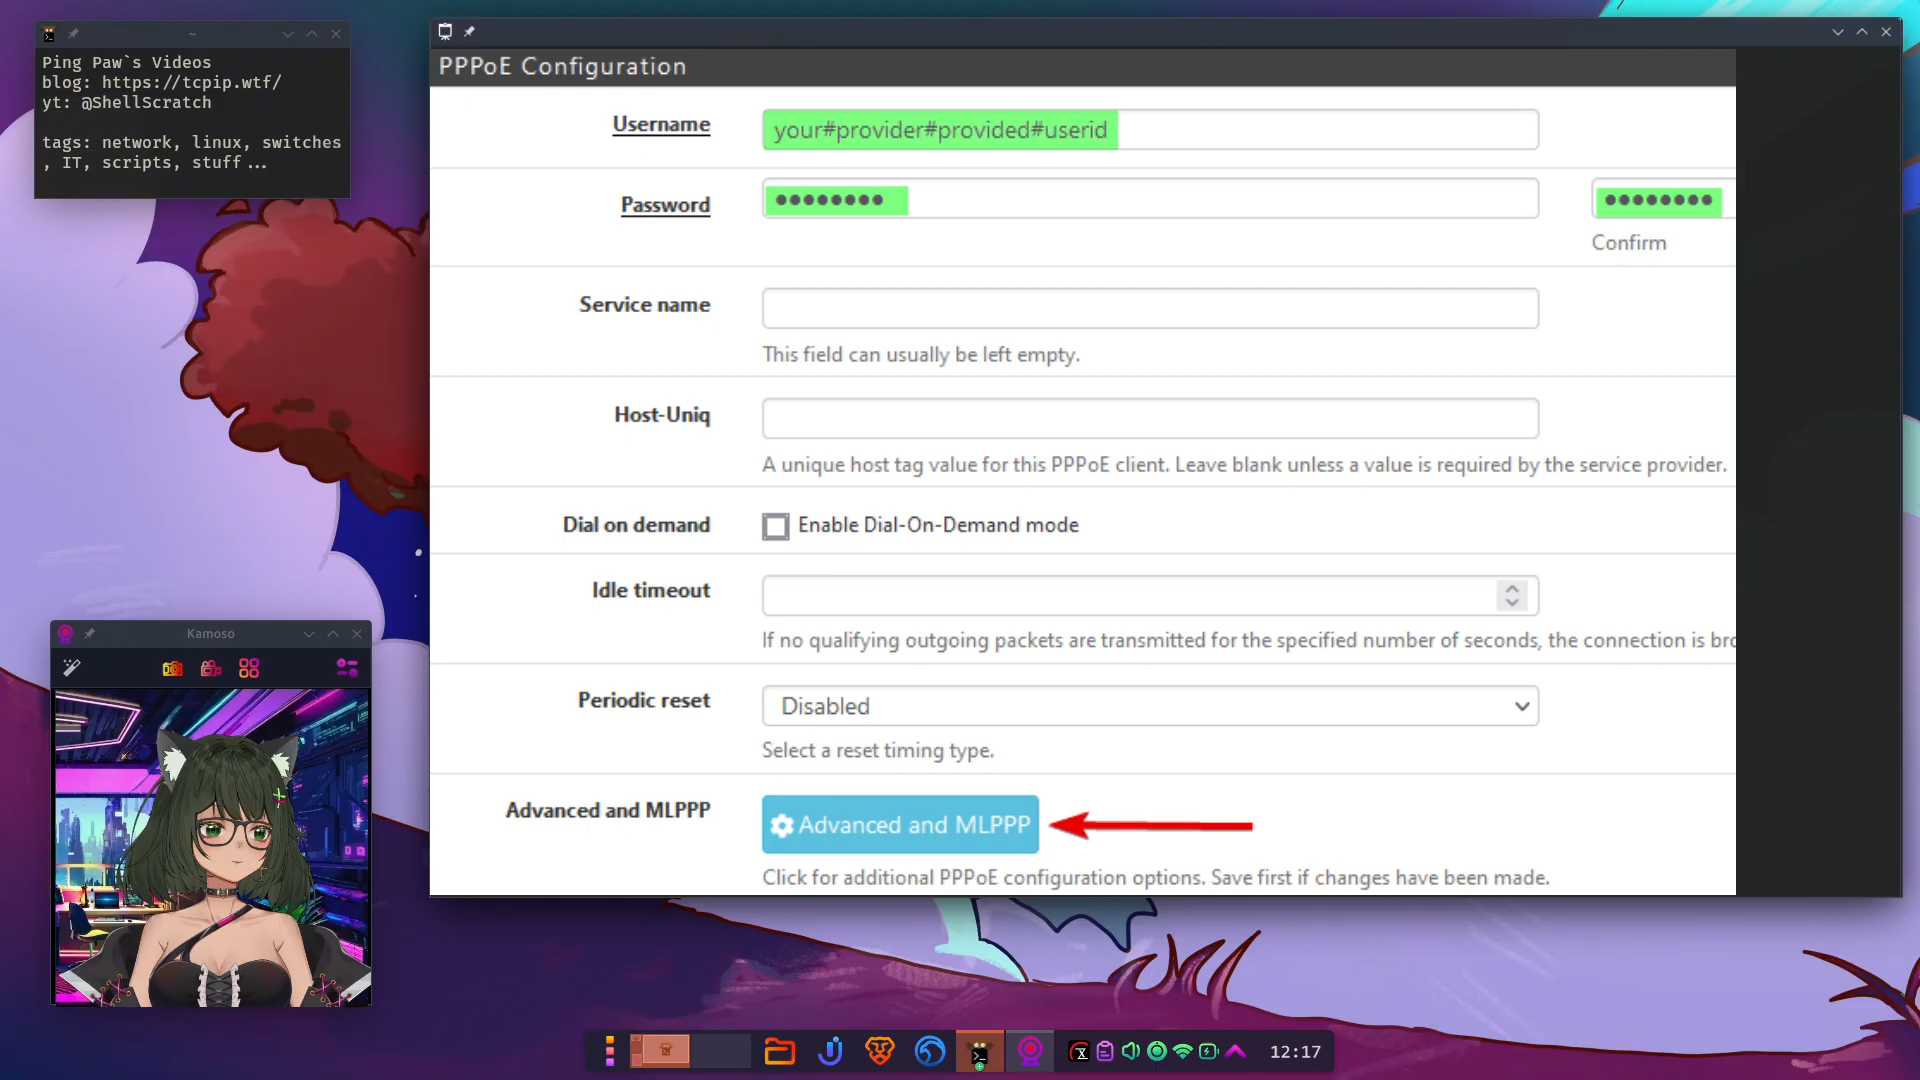 ~
Ping Paw`s Videos
blog: https://tcpip.wtf/
yt: @ShellScratch
tags: network, linux, switches
, IT, scripts, stuff...
PPPoE Configuration
Username
your#provider#provided#userid
Password
Confirm
Service name
This field can usually be left empty.
Host-Uniq
A unique host tag value for this PPPoE client. Leave blank unless a value is required by the service provider.
Dial on demand
Enable Dial-On-Demand mode
Idle timeout
If no qualifying outgoing packets are transmitted for the specified number of seconds, the connection is bro
Periodic reset
Disabled
Select a reset timing type.
Advanced and MLPPP
Advanced and MLPPP
Click for additional PPPoE configuration options. Save first if changes have been made.
Kamoso
12:17